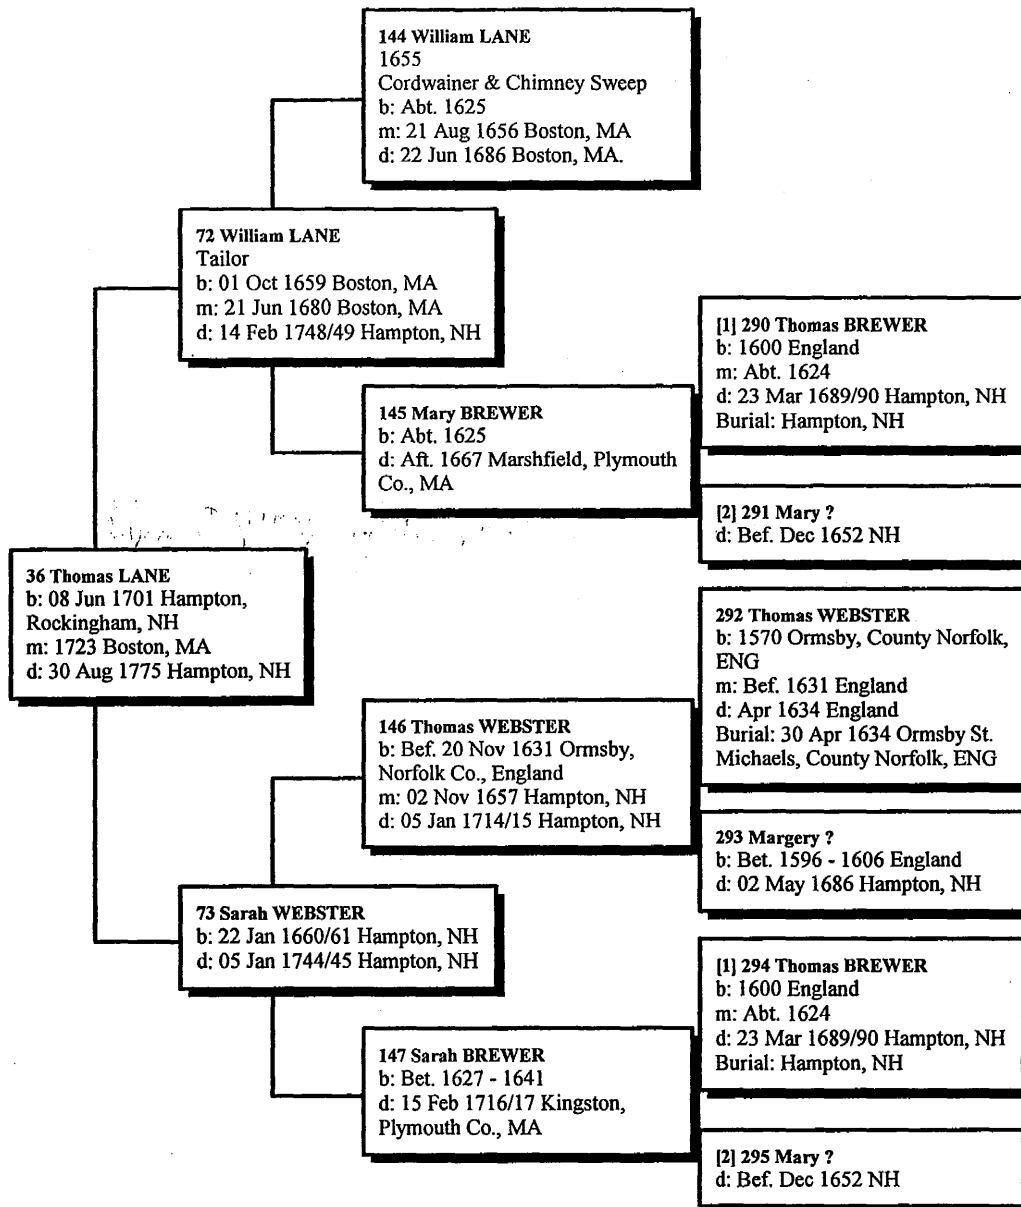 144 William LANE
1655
Cordwainer & Chimney Sweep
b: Abt. 1625
m: 21 Aug 1656 Boston, MA
d: 22 Jun 1686 Boston, MA.
72 William LANE
Tailor
b: 01 Oct 1659 Boston, MA
m: 21 Jun 1680 Boston, MA
d: 14 Feb 1748/49 Hampton, NH
[1] 290 Thomas BREWER
b: 1600 England
m: Abt. 1624
d: 23 Mar 1689/90 Hampton, NH
Burial: Hampton, NH
145 Mary BREWER
b: Abt. 1625
d: Aft. 1667 Marshfield, Plymouth
Co., MA
[2] 291 Mary ?
d: Bef. Dec 1652 NH
36 Thomas LANE
b: 08 Jun 1701 Hampton,
Rockingham, NH
m: 1723 Boston, MA
d: 30 Aug 1775 Hampton, NH
292 Thomas WEBSTER
b: 1570 Ormsby, County Norfolk,
ENG
m: Bef. 1631 England
d: Apr 1634 England
Burial: 30 Apr 1634 Ormsby St.
Michaels, County Norfolk, ENG
146 Thomas WEBSTER
b: Bef. 20 Nov 1631 Ormsby,
Norfolk Co., England
m: 02 Nov 1657 Hampton, NH
d: 05 Jan 1714/15 Hampton, NH
293 Margery ?
b: Bet. 1596 - 1606 England
d: 02 May 1686 Hampton, NH
73 Sarah WEBSTER
b: 22 Jan 1660/61 Hampton, NH
d: 05 Jan 1744/45 Hampton, NH
[1] 294 Thomas BREWER
b: 1600 England
m: Abt. 1624
d: 23 Mar 1689/90 Hampton, NH
Burial: Hampton, NH
147 Sarah BREWER
b: Bet. 1627 - 1641
d: 15 Feb 1716/17 Kingston,
Plymouth Co., MA
[2] 295 Mary ?
d: Bef. Dec 1652 NH